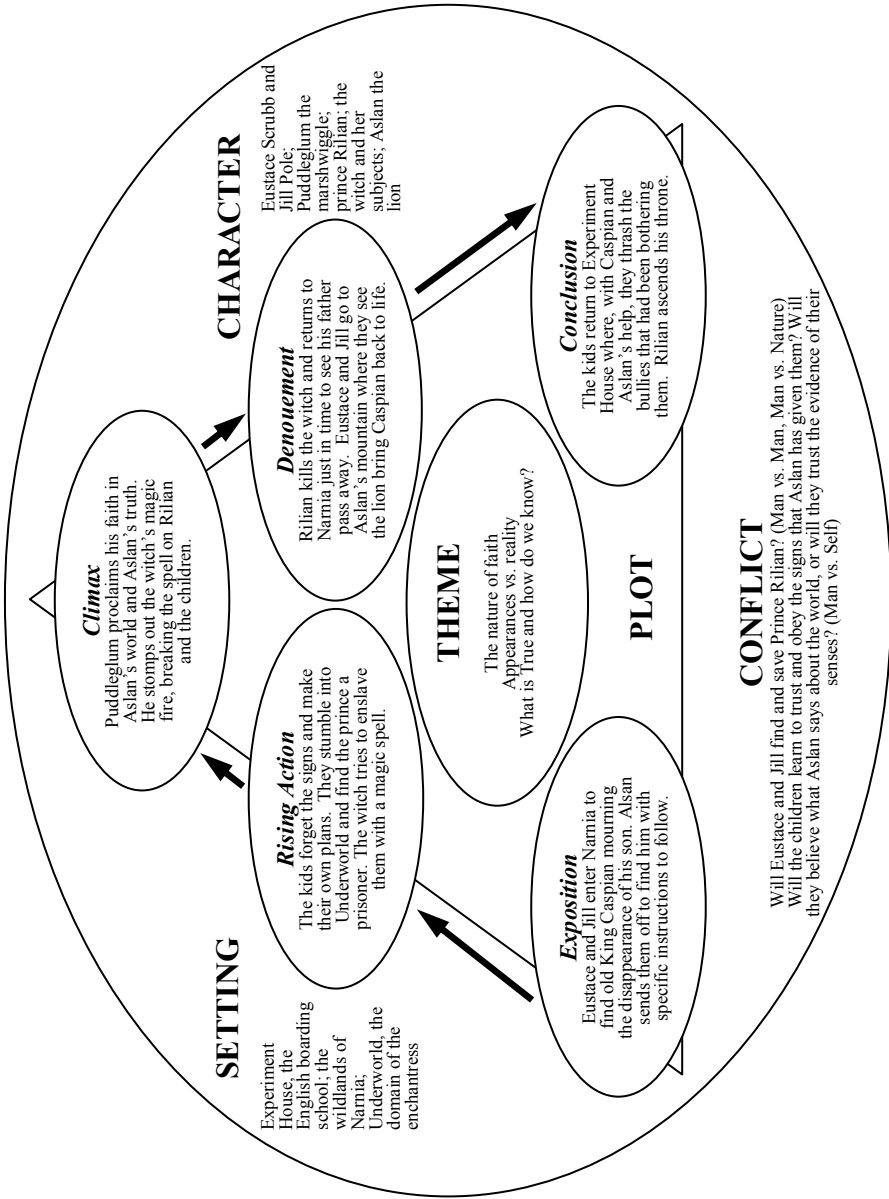 SETTING
Experiment
House, the
English boarding
school; the
wildlands of
Narnia;
Underworld, the
domain of the
enchantress
CHARACTER
Eustace Scrubb and
Jill Pole;
Puddleglum the
marshwiggle;
prince Rilian; the
witch and her
subjects; Aslan the
lion
Climax
Puddleglum proclaims his faith in
Aslan's world and Aslan's truth.
He stomps out the witch's magic
fire, breaking the spell on Rilian
and the children.
Rising Action
The kids forget the signs and make
their own plans. They stumble into
Underworld and find the prince a
prisoner. The witch tries to enslave
them with a magic spell.
Denouement
Rilian kills the witch and returns to
Narnia just in time to see his father
pass away. Eustace and Jill go to
Aslan's mountain where they see
the lion bring Caspian back to life.
THEME
The nature of faith
Appearances vs. reality
What is True and how do we know?
Exposition
Eustace and Jill enter Narnia to
find old King Caspian mourning
the disappearance of his son. Alsan
sends them off to find him with
specific instructions to follow.
Conclusion
The kids return to Experiment
House where, with Caspian and
Aslan's help, they thrash the
bullies that had been bothering
them. Rilian ascends his throne.
PLOT
CONFLICT
Will Eustace and Jill find and save Prince Rilian? (Man vs. Man, Man vs. Nature)
Will the children learn to trust and obey the signs that Aslan has given them? Will
they believe what Aslan says about the world, or will they trust the evidence of their
senses? (Man vs. Self)